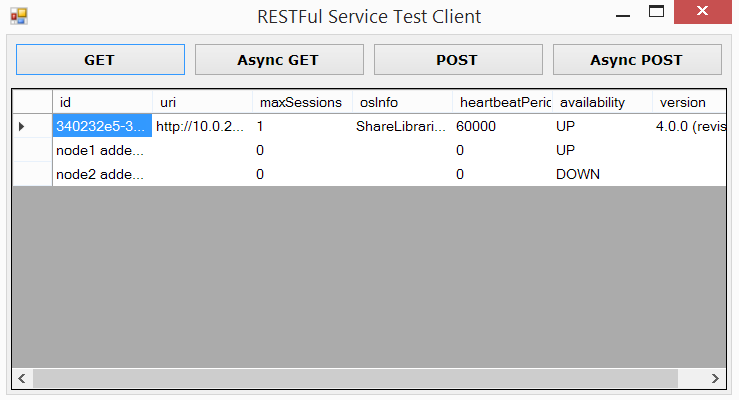 RESTFul Service Test Client
GET Async GET POST Async POST
id uri maxSessions osInfo heartbeatPeric availability version
340232e5-3... http://10.0.2... 1 ShareLibrari... 60000 UP 4.0.0 (revis
node1 adde... 0 0 UP
node2 adde... 0 0 DOWN